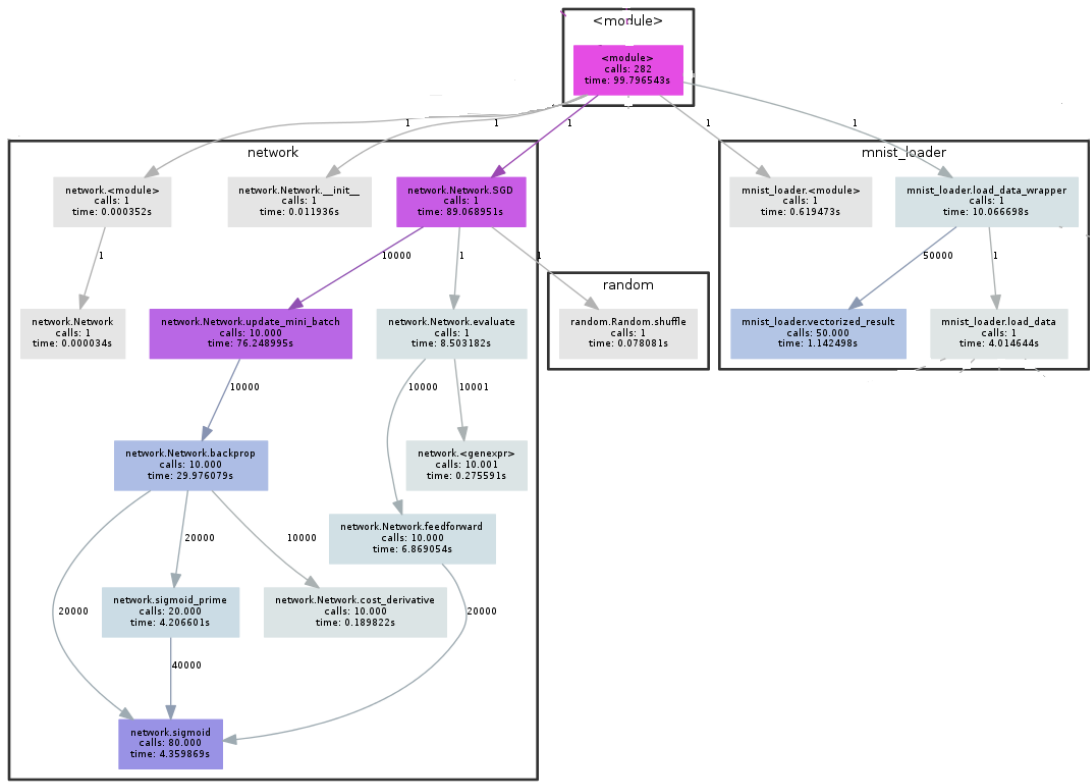 <module>
<module>
calls: 282
time: 99.796543s
1
1
1
1
1
network
mnist_loader
network.<module>
calls: 1
time: 0.000352s
network.Network.__init__
calls: 1
time: 0.011936s
network.Network.SGD
calls: 1
time: 89.068951s
mnist_loader.<module>
calls: 1
time: 0.619473s
mnist_loader.load_data_wrapper
calls: 1
time: 10.066698s
1
10000
1
1
50000
1
random
network.Network
calls: 1
time: 0.000034s
network.Network.update_mini_batch
calls: 10.000
time: 76.248995s
network.Network.evaluate
calls: 1
time: 8.503182s
random.Random.shuffle
calls: 1
time: 0.078081s
mnist_loader.vectorized_result
calls: 50.000
time: 1.142498s
mnist_loader.load_data
calls: 1
time: 4.014644s
10000
10000
10001
network.Network.backprop
calls: 10.000
time: 29.976079s
network.<genexpr>
calls: 10.001
time: 0.275591s
20000
10000
network.Network.feedforward
calls: 10.000
time: 6.869054s
20000
network.sigmoid_prime
calls: 20.000
time: 4.206601s
network.Network.cost_derivative
calls: 10.000
time: 0.189822s
20000
40000
network.sigmoid
calls: 80.000
time: 4.359869s